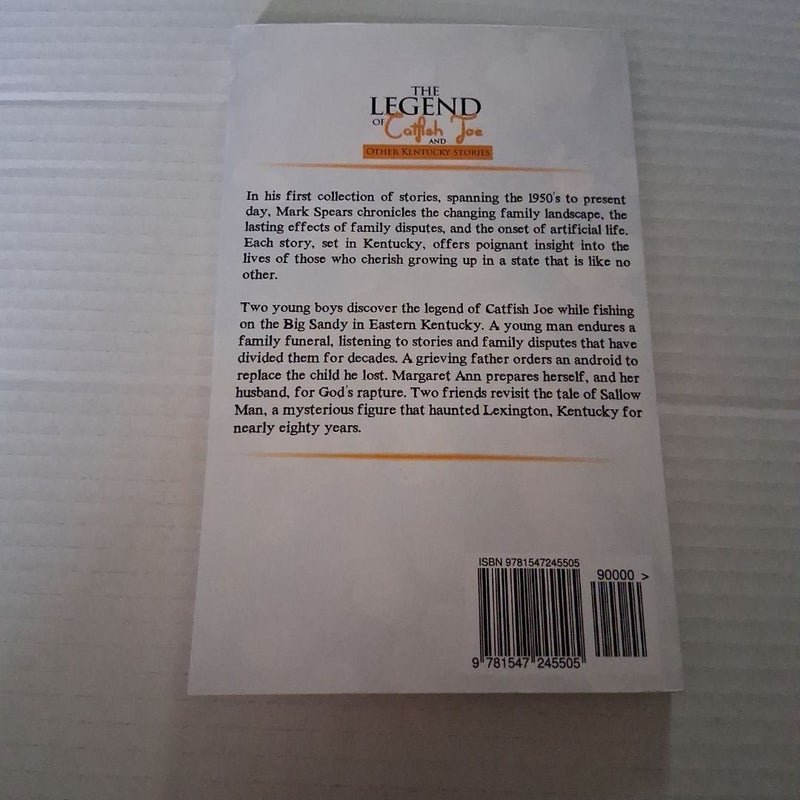 THE
LEGEND
OF Catfish Joe
AND
OTHER KENTUCKY STORIES
In his first collection of stories, spanning the 1950's to present
day, Mark Spears chronicles the changing family landscape, the
lasting effects of family disputes, and the onset of artificial life.
Each story, set in Kentucky, offers poignant insight into the
lives of those who cherish growing up in a state that is like no
other.
Two young boys discover the legend of Catfish Joe while fishing
on the Big Sandy in Eastern Kentucky. A young man endures a
family funeral, listening to stories and family disputes that have
divided them for decades. A grieving father orders an android to
replace the child he lost. Margaret Ann prepares herself, and her
husband, for God's rapture. Two friends revisit the tale of Sallow
Man, a mysterious figure that haunted Lexington, Kentucky for
nearly eighty years.
ISBN 9781547245505
90000 >
9 781547 245505